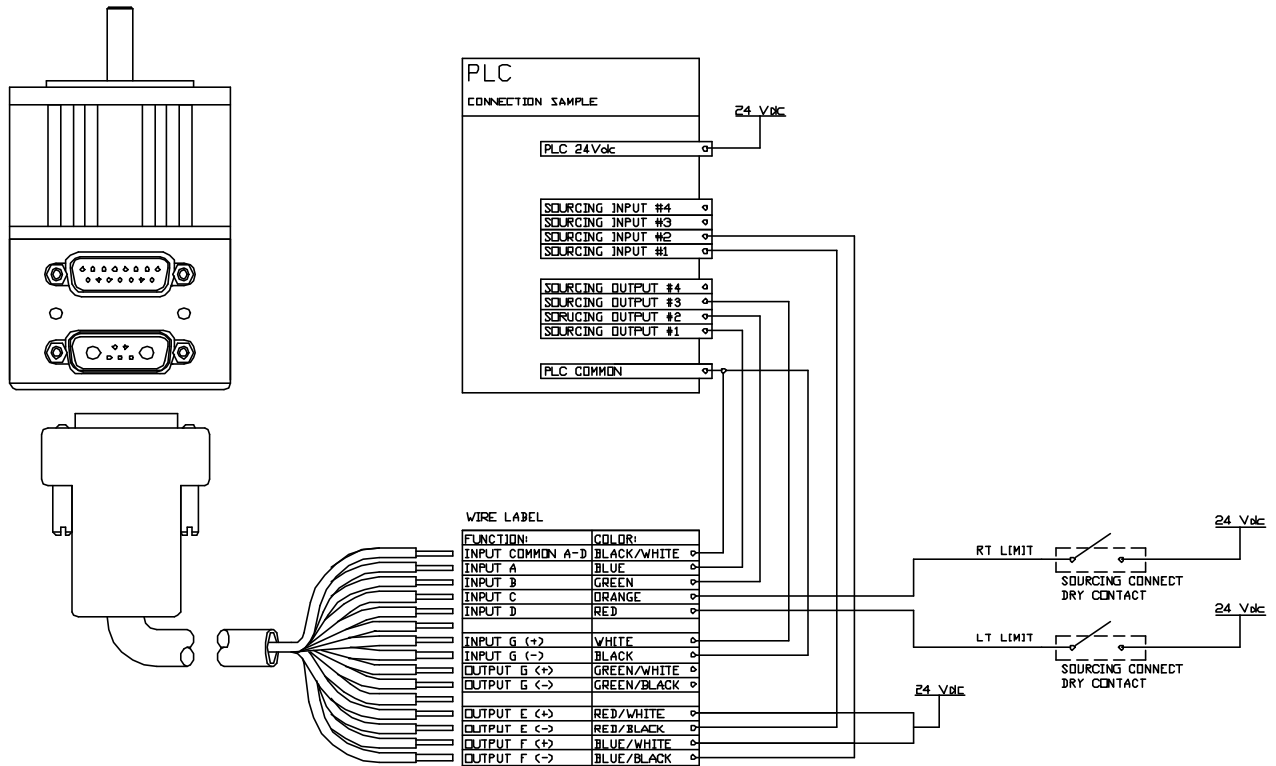 PLC
CONNECTION SAMPLE
24 Vdc
PLC 24Vdc
SOURCING INPUT #4
SOURCING INPUT #3
SOURCING INPUT #2
SOURCING INPUT #1
SOURCING OUTPUT #4
SOURCING OUTPUT #3
SORUCING OUTPUT #2
SOURCING OUTPUT #1
PLC COMMON
WIRE LABEL
FUNCTION: COLOR:
INPUT COMMON A-D BLACK/WHITE
INPUT A BLUE
INPUT B GREEN
INPUT C ORANGE
INPUT D RED
INPUT G (+) WHITE
INPUT G (-) BLACK
OUTPUT G (+) GREEN/WHITE
OUTPUT G (-) GREEN/BLACK
OUTPUT E (+) RED/WHITE
OUTPUT E (-) RED/BLACK
OUTPUT F (+) BLUE/WHITE
OUTPUT F (-) BLUE/BLACK
24 Vdc
RT LIMIT
SOURCING CONNECT
DRY CONTACT
24 Vdc
LT LIMIT
SOURCING CONNECT
DRY CONTACT
24 Vdc